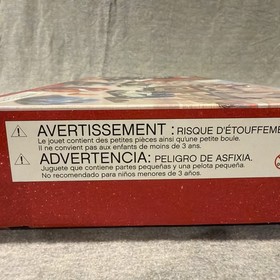 AVERTISSEMENT : RISQUE D'ÉTOUFFEM
Le jouet contient des petites pièces ainsi qu'une petite boule.
Il ne convient pas aux enfants de moins de 3 ans.
ADVERTENCIA: PELIGRO DE ASFIXIA.
Juguete que contiene partes pequeñas y una pelota pequeña.
No recomendado para niños menores de 3 años.